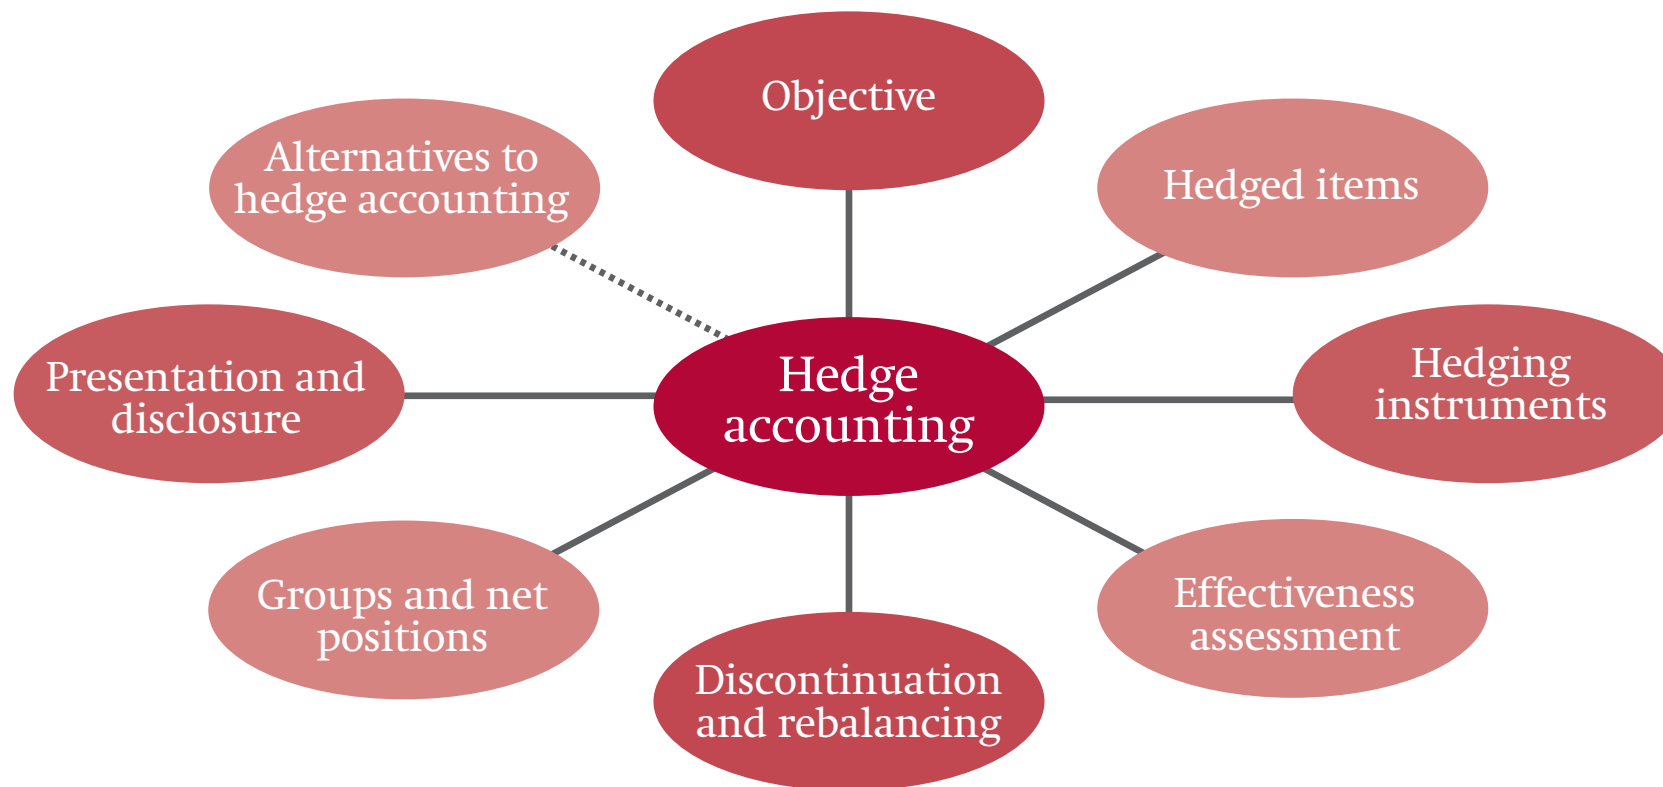 Objective
Alternatives to
hedge accounting
Hedged items
Presentation and
disclosure
Hedge
accounting
Hedging
instruments
Groups and net
positions
Effectiveness
assessment
Discontinuation
and rebalancing